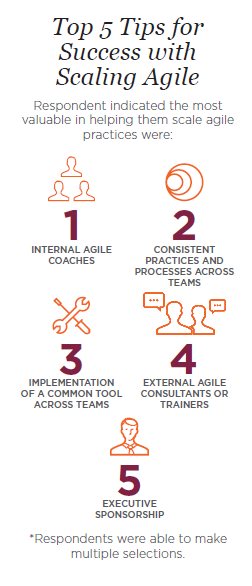 Top 5 Tips for
Success with
Scaling Agile
Respondent indicated the most
valuable in helping them scale agile
practices were:
1
INTERNAL AGILE
COACHES
2
CONSISTENT
PRACTICES AND
PROCESSES ACROSS
TEAMS
3
IMPLEMENTATION
OF A COMMON TOOL
ACROSS TEAMS
4
EXTERNAL AGILE
CONSULTANTS OR
TRAINERS
5
EXECUTIVE
SPONSORSHIP
*Respondents were able to make
multiple selections.